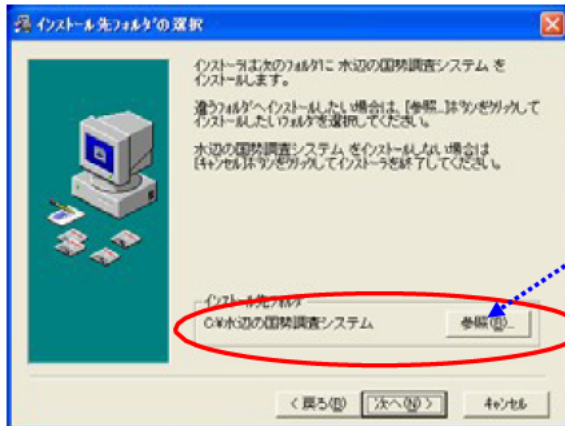 インストール先フォルダの選択
インストーラは次のフォルダに 水辺の国勢調査システム を
インストールします。
違うフォルダへインストールしたい場合は、[参照...]ボタンをクリックして
インストールしたいフォルダを選択してください。
水辺の国勢調査システム をインストールしない場合は
[キャンセル]ボタンをクリックしてインストーラを終了してください。
インストール先フォルダ
C:¥水辺の国勢調査システム
参照(R)...
< 戻る(B)
次へ(N) >
キャンセル